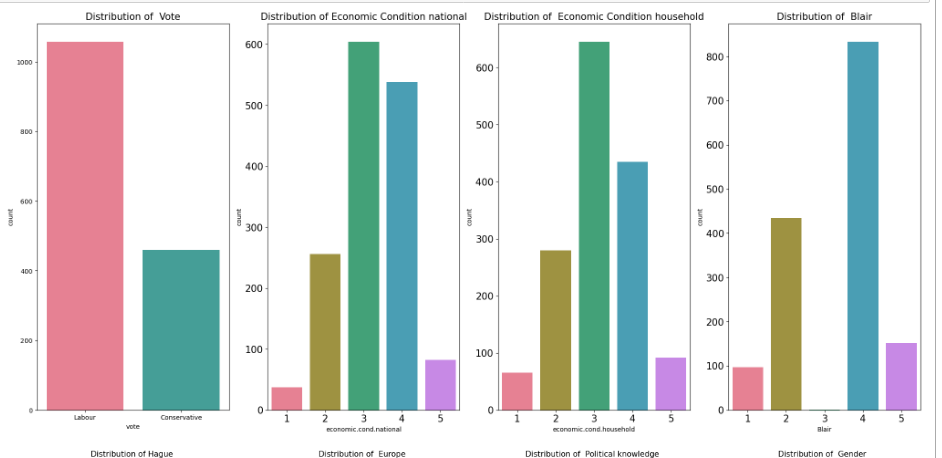 Distribution of  Vote
Distribution of Economic Condition national
Distribution of  Economic Condition household
Distribution of  Blair
1000
800
600
400
200
0
count
Labour
Conservative
vote
600
500
400
300
200
100
0
count
1 2 3 4 5
economic.cond.national
600
500
400
300
200
100
0
count
1 2 3 4 5
economic.cond.household
800
700
600
500
400
300
200
100
0
count
1 2 3 4 5
Blair
Distribution of Hague
Distribution of  Europe
Distribution of  Political knowledge
Distribution of  Gender